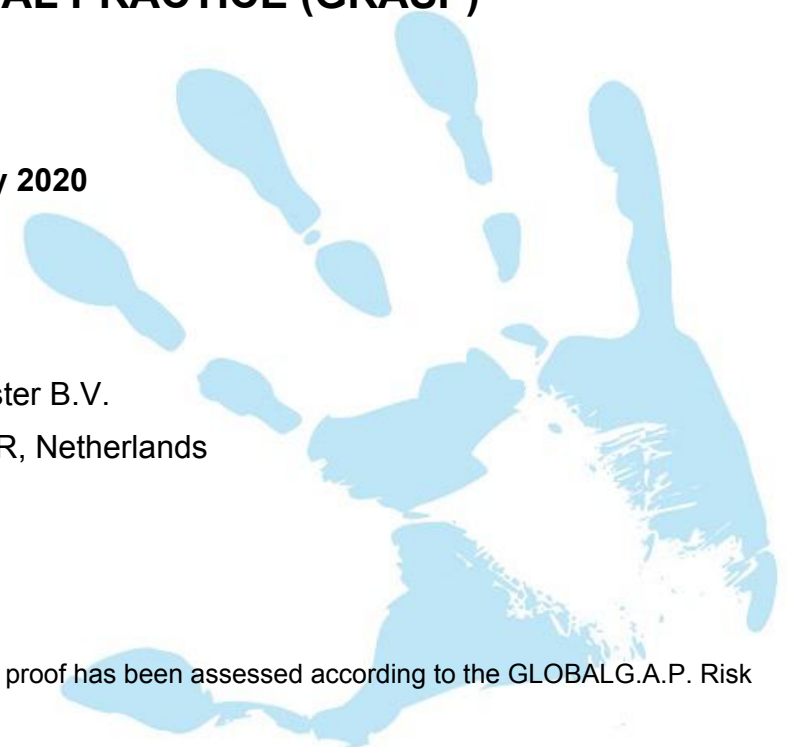 AL PRACTICE (GRASP)
y 2020
ster B.V.
R, Netherlands
proof has been assessed according to the GLOBALG.A.P. Risk